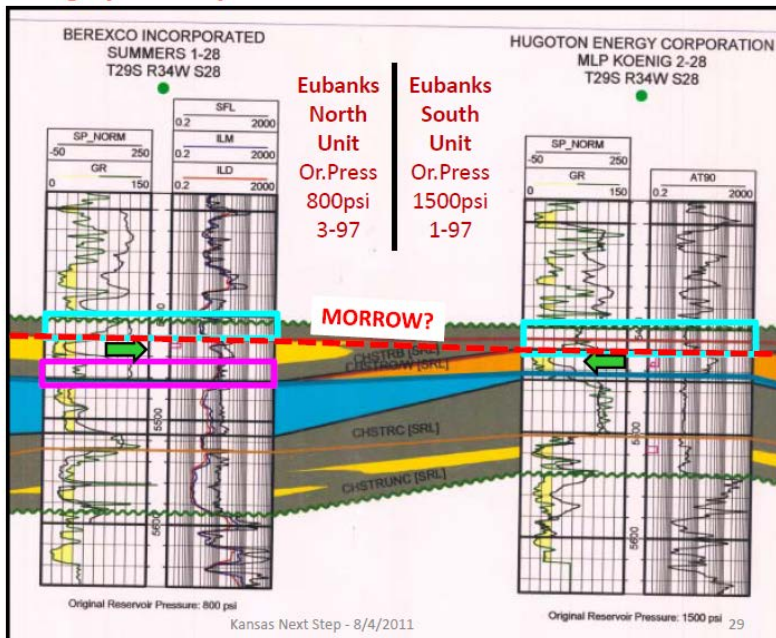 BEREXCO INCORPORATED
SUMMERS 1-28
T29S R34W S28
HUGOTON ENERGY CORPORATION
MLP KOENIG 2-28
T29S R34W S28
Eubanks
North
Unit
Or.Press
800psi
3-97
Eubanks
South
Unit
Or.Press
1500psi
1-97
SP_NORM
-50 250
GR
0 150
SFL
0.2 2000
ILM
0.2 2000
ILD
0.2 2000
SP_NORM
-50 250
GR
0 150
AT90
0.2 2000
MORROW?
CHSTRB [SRL]
CHSTRC [SRL]
CHSTRUNC [SRL]
5500
5600
5600
Original Reservoir Pressure: 800 psi
Original Reservoir Pressure: 1500 psi
Kansas Next Step - 8/4/2011
29